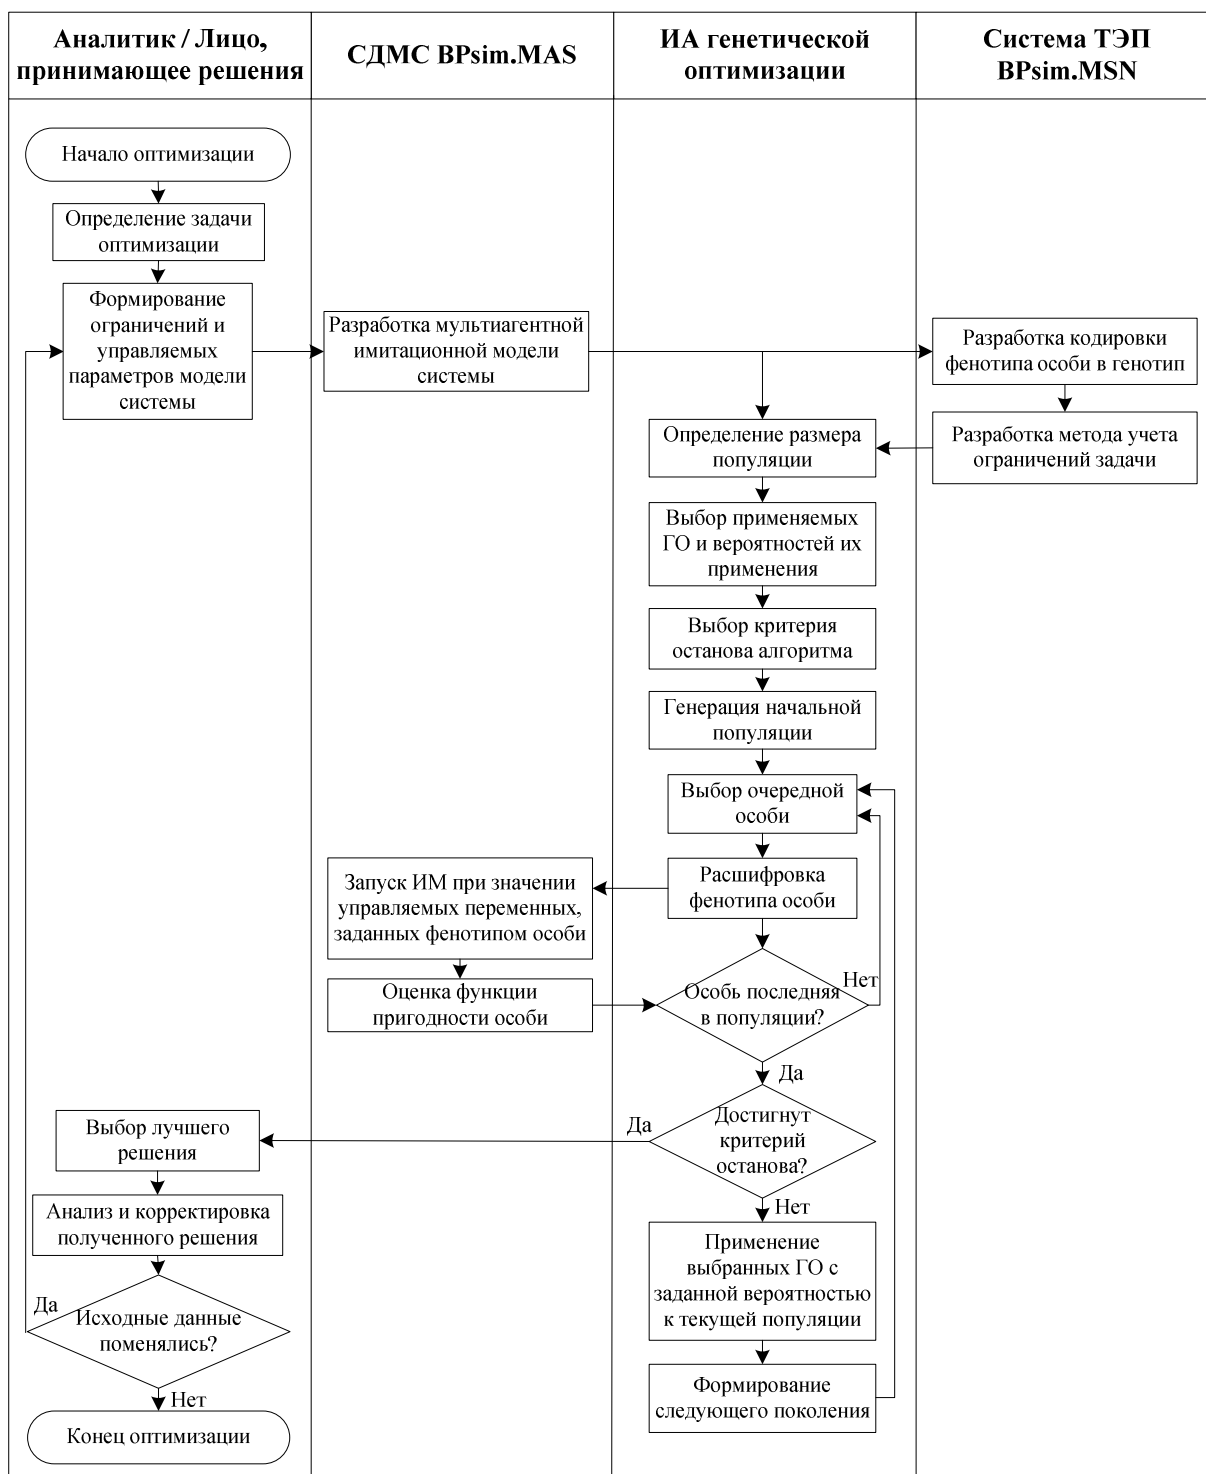 Аналитик / Лицо,
принимающее решения
СДМС BPsim.MAS
ИА генетической
оптимизации
Система ТЭП
BPsim.MSN
Начало оптимизации
Определение задачи
оптимизации
Формирование
ограничений и
управляемых
параметров модели
системы
Разработка мультиагентной
имитационной модели
системы
Разработка кодировки
фенотипа особи в генотип
Разработка метода учета
ограничений задачи
Определение размера
популяции
Выбор применяемых
ГО и вероятностей их
применения
Выбор критерия
останова алгоритма
Генерация начальной
популяции
Выбор очередной
особи
Расшифровка
фенотипа особи
Запуск ИМ при значении
управляемых переменных,
заданных фенотипом особи
Оценка функции
пригодности особи
Особь последняя
в популяции?
Нет
Да
Достигнут
критерий
останова?
Да
Нет
Выбор лучшего
решения
Анализ и корректировка
полученного решения
Исходные данные
поменялись?
Да
Нет
Конец оптимизации
Применение
выбранных ГО с
заданной вероятностью
к текущей популяции
Формирование
следующего поколения